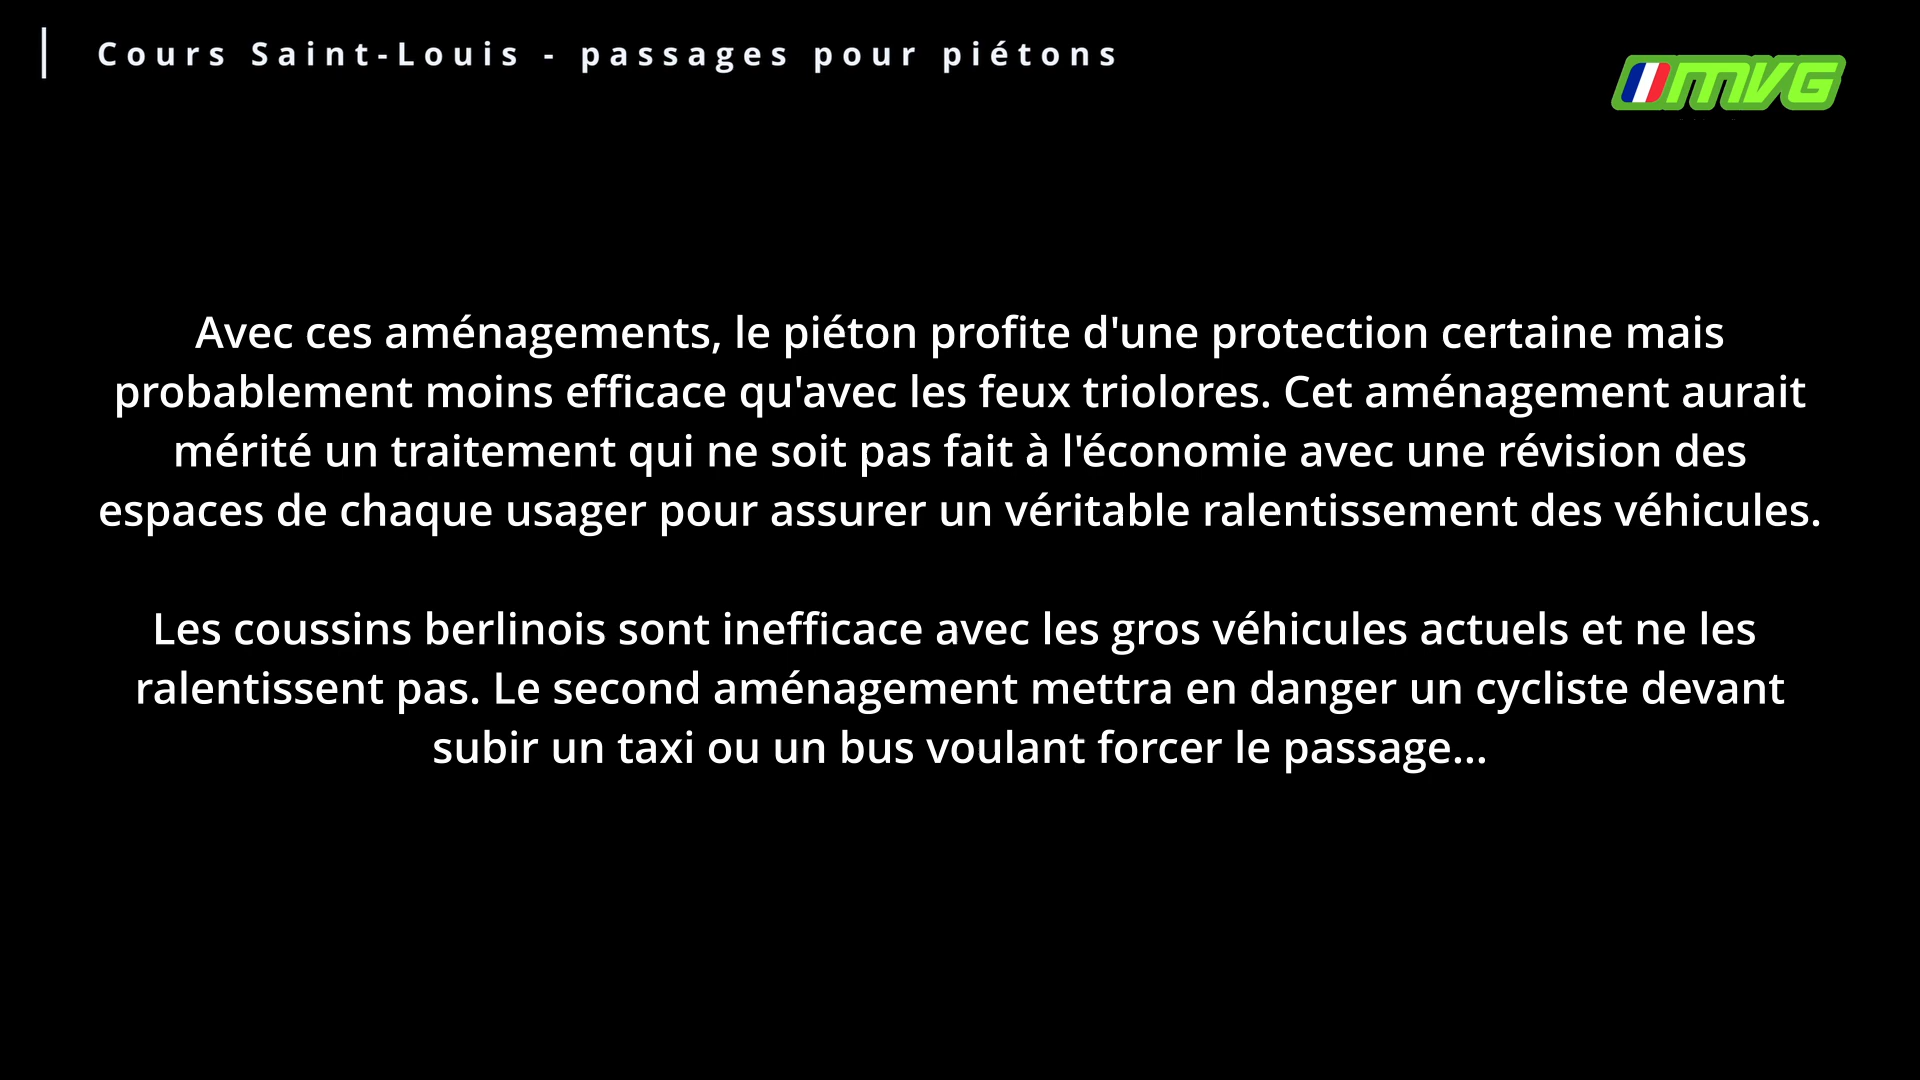 Cours Saint-Louis - passages pour piétons
MVG
Avec ces aménagements, le piéton profite d'une protection certaine mais
probablement moins efficace qu'avec les feux triolores. Cet aménagement aurait
mérité un traitement qui ne soit pas fait à l'économie avec une révision des
espaces de chaque usager pour assurer un véritable ralentissement des véhicules.
Les coussins berlinois sont inefficace avec les gros véhicules actuels et ne les
ralentissent pas. Le second aménagement mettra en danger un cycliste devant
subir un taxi ou un bus voulant forcer le passage...